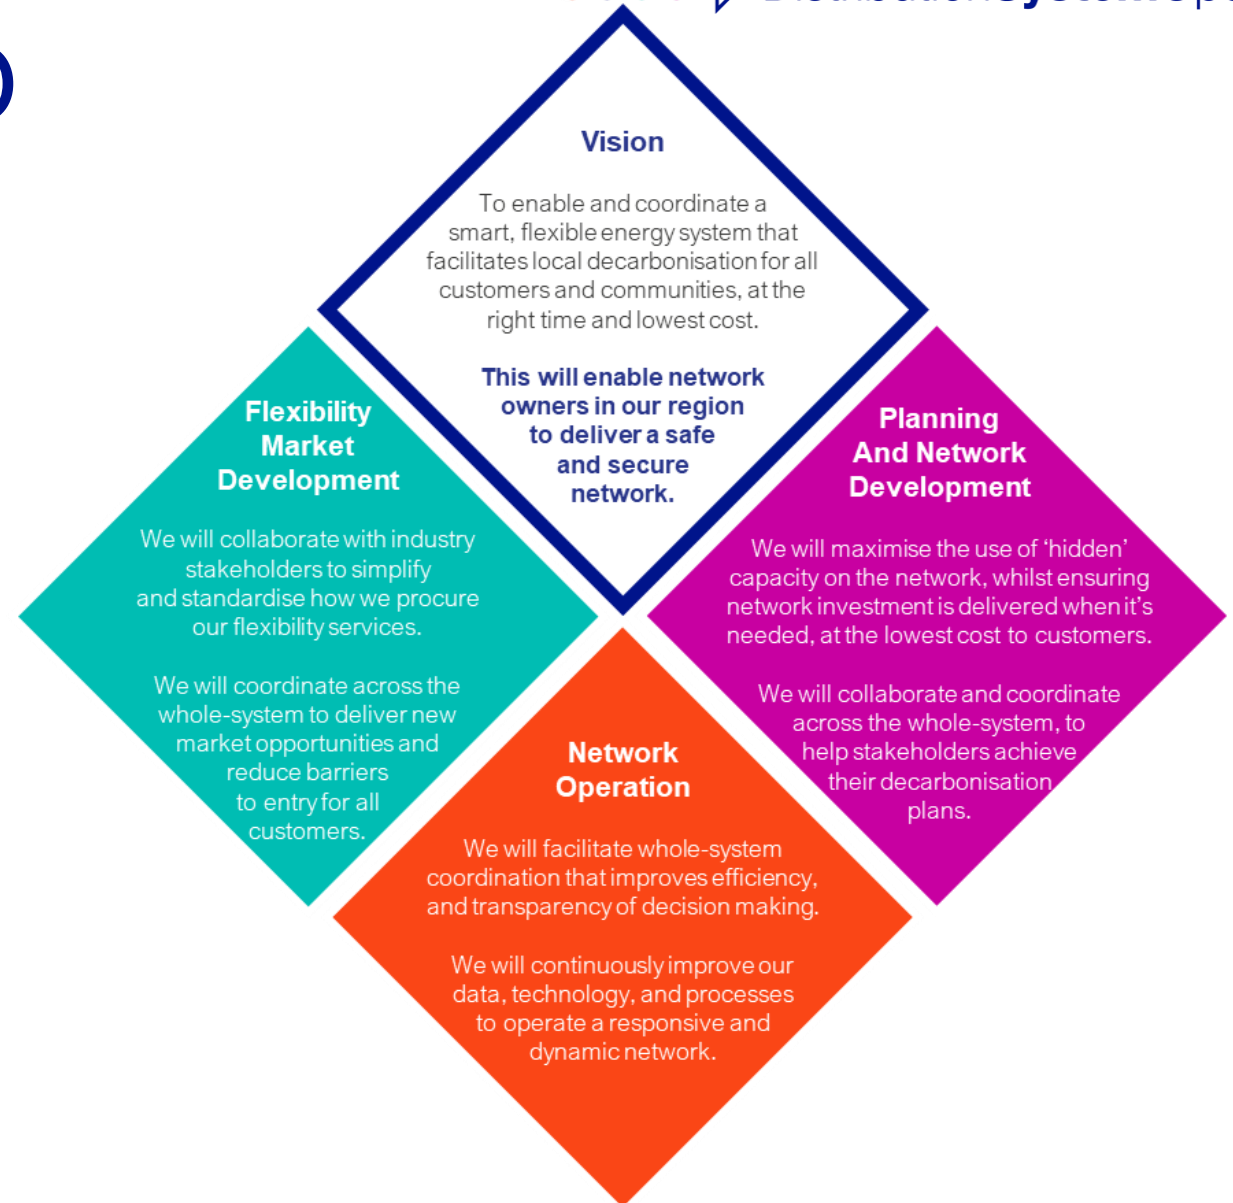 Vision
To enable and coordinate a
smart, flexible energy system that
facilitates local decarbonisation for all
customers and communities, at the
right time and lowest cost.
This will enable network
owners in our region
to deliver a safe
and secure
network.
Flexibility
Market
Development
We will collaborate with industry
stakeholders to simplify
and standardise how we procure
our flexibility services.
We will coordinate across the
whole-system to deliver new
market opportunities and
reduce barriers
to entry for all
customers.
Planning
And Network
Development
We will maximise the use of ‘hidden’
capacity on the network, whilst ensuring
network investment is delivered when it’s
needed, at the lowest cost to customers.
We will collaborate and coordinate
across the whole-system, to
help stakeholders achieve
their decarbonisation
plans.
Network
Operation
We will facilitate whole-system
coordination that improves efficiency,
and transparency of decision making.
We will continuously improve our
data, technology, and processes
to operate a responsive and
dynamic network.